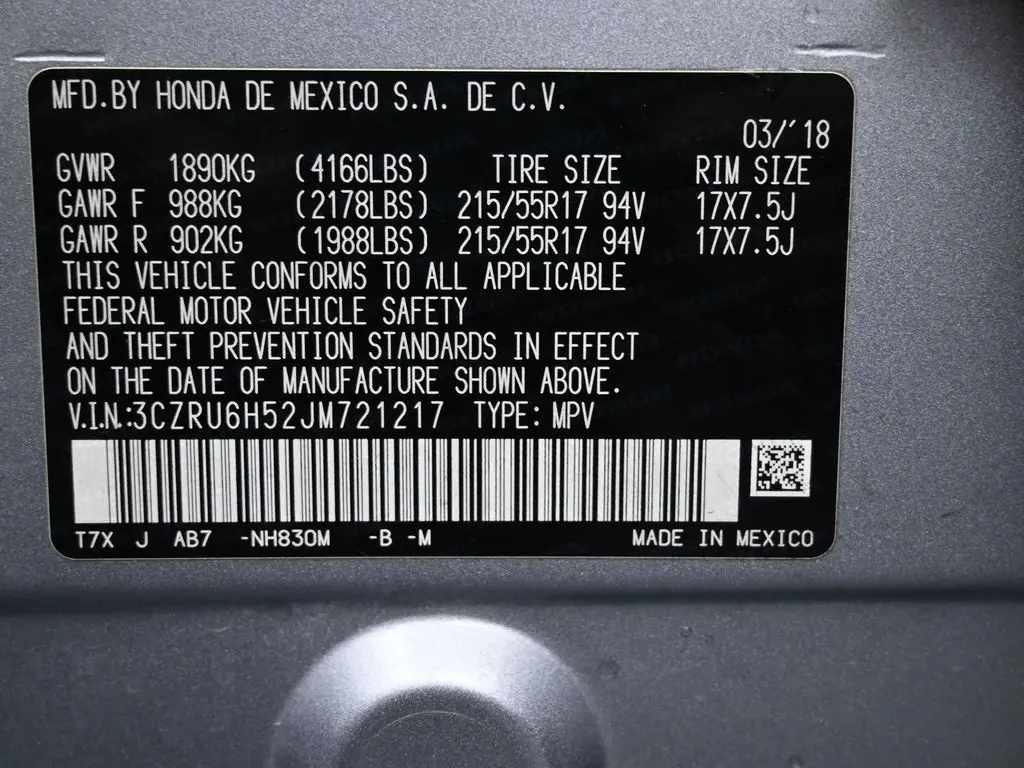 MFD.BY HONDA DE MEXICO S.A. DE C.V.
03/'18
GVWR 1890KG (4166LBS) TIRE SIZE RIM SIZE
GAWR F 988KG (2178LBS) 215/55R17 94V 17X7.5J
GAWR R 902KG (1988LBS) 215/55R17 94V 17X7.5J
THIS VEHICLE CONFORMS TO ALL APPLICABLE
FEDERAL MOTOR VEHICLE SAFETY
AND THEFT PREVENTION STANDARDS IN EFFECT
ON THE DATE OF MANUFACTURE SHOWN ABOVE.
V.I.N.:3CZRU6H52JM721217 TYPE: MPV
T7X J AB7 -NH830M -B -M MADE IN MEXICO